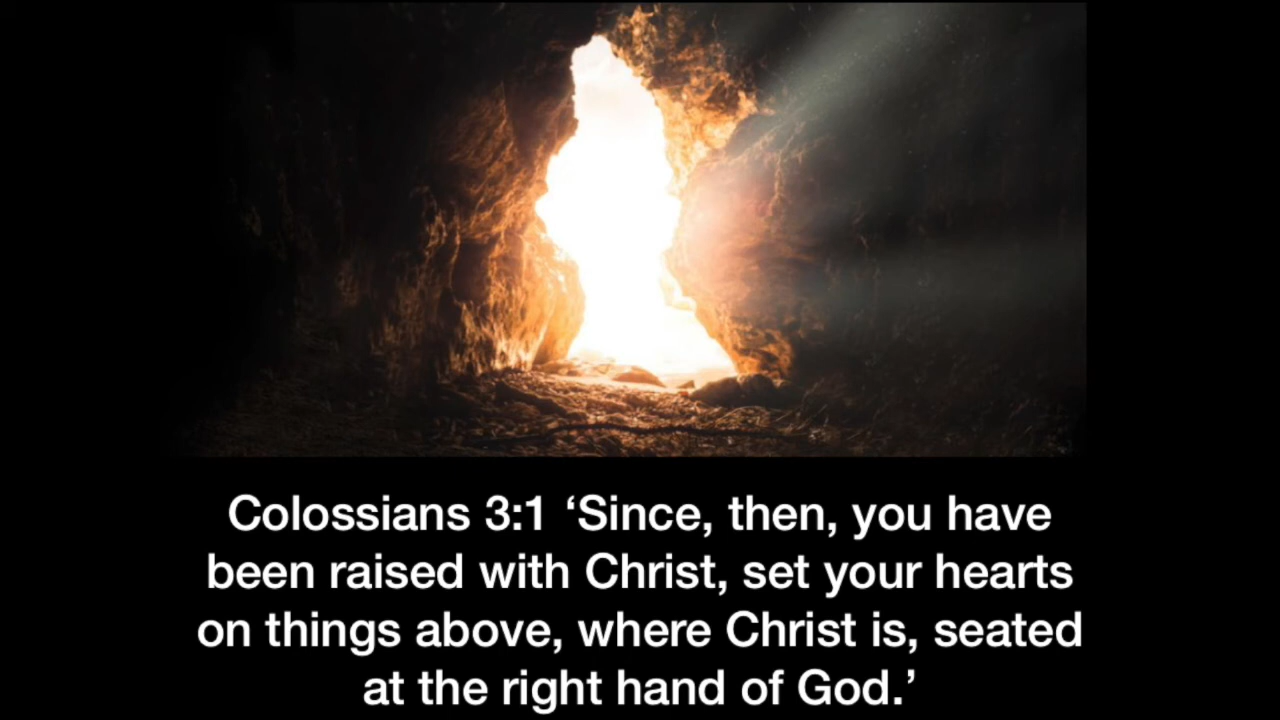 Colossians 3:1 ‘Since, then, you have
been raised with Christ, set your hearts
on things above, where Christ is, seated
at the right hand of God.’